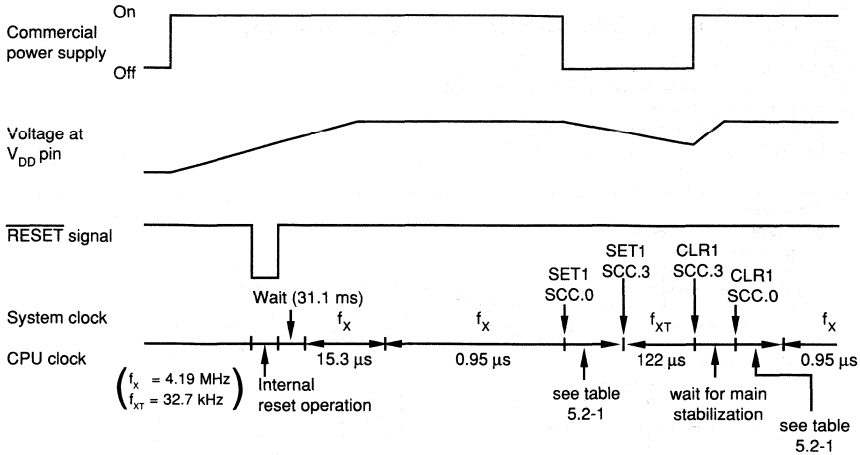 On
Commercial
power supply
Off
Voltage at
V_DD pin
RESET signal
SET1
SCC.0
SET1
SCC.3
CLR1
SCC.3
CLR1
SCC.0
Wait (31.1 ms)
System clock
f_X
f_X
f_XT
f_X
CPU clock
15.3 µs
0.95 µs
122 µs
0.95 µs
( f_X = 4.19 MHz
f_XT = 32.7 kHz )
Internal
reset operation
see table
5.2-1
wait for main
stabilization
see table
5.2-1